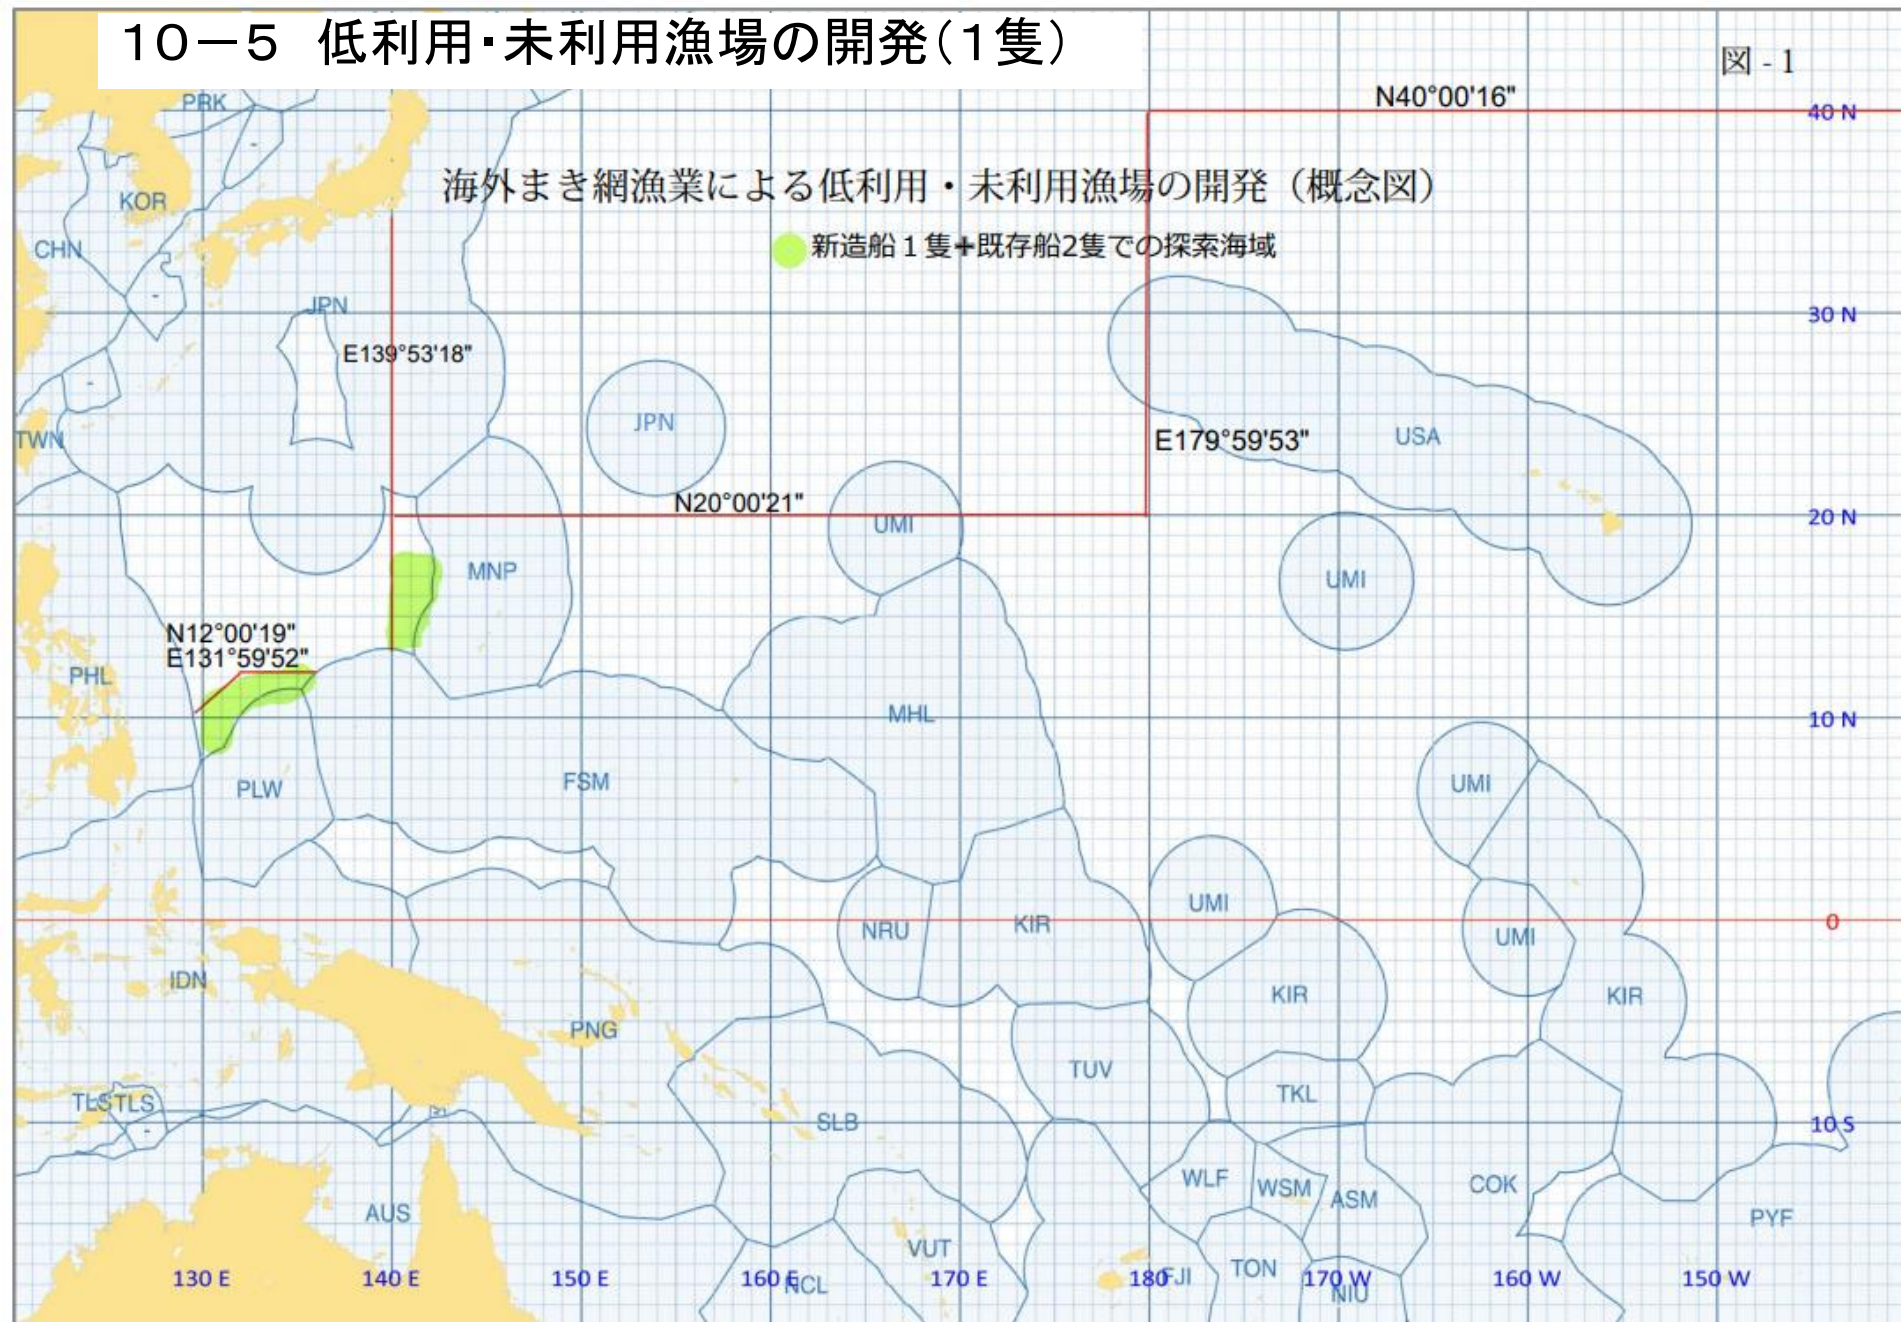 10－5 低利用・未利用漁場の開発（1隻）
図 - 1
PRK
N40°00'16"
40 N
海外まき網漁業による低利用・未利用漁場の開発（概念図）
KOR
新造船１隻+既存船2隻での探索海域
CHN
JPN
30 N
E139°53'18"
JPN
TWN
E179°59'53"
USA
N20°00'21"
UMI
20 N
MNP
UMI
N12°00'19"
E131°59'52"
PHL
MHL
10 N
PLW
FSM
UMI
UMI
NRU
KIR
UMI
0
IDN
KIR
KIR
PNG
TUV
TKL
TLS
TLS
SLB
10 S
WLF
WSM
ASM
COK
AUS
PYF
VUT
TON
130 E
140 E
150 E
160 E
NCL
170 E
180
FJI
170 W
NIU
160 W
150 W